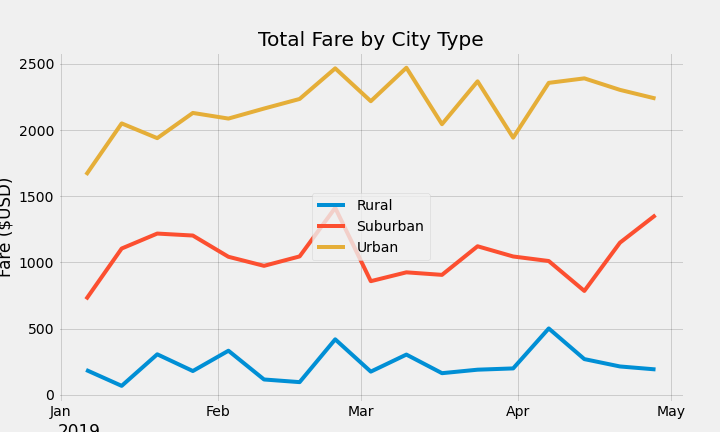 Total Fare by City Type
Fare ($USD)
2500
2000
1500
1000
500
0
Rural
Suburban
Urban
Jan
Feb
Mar
Apr
May
2019